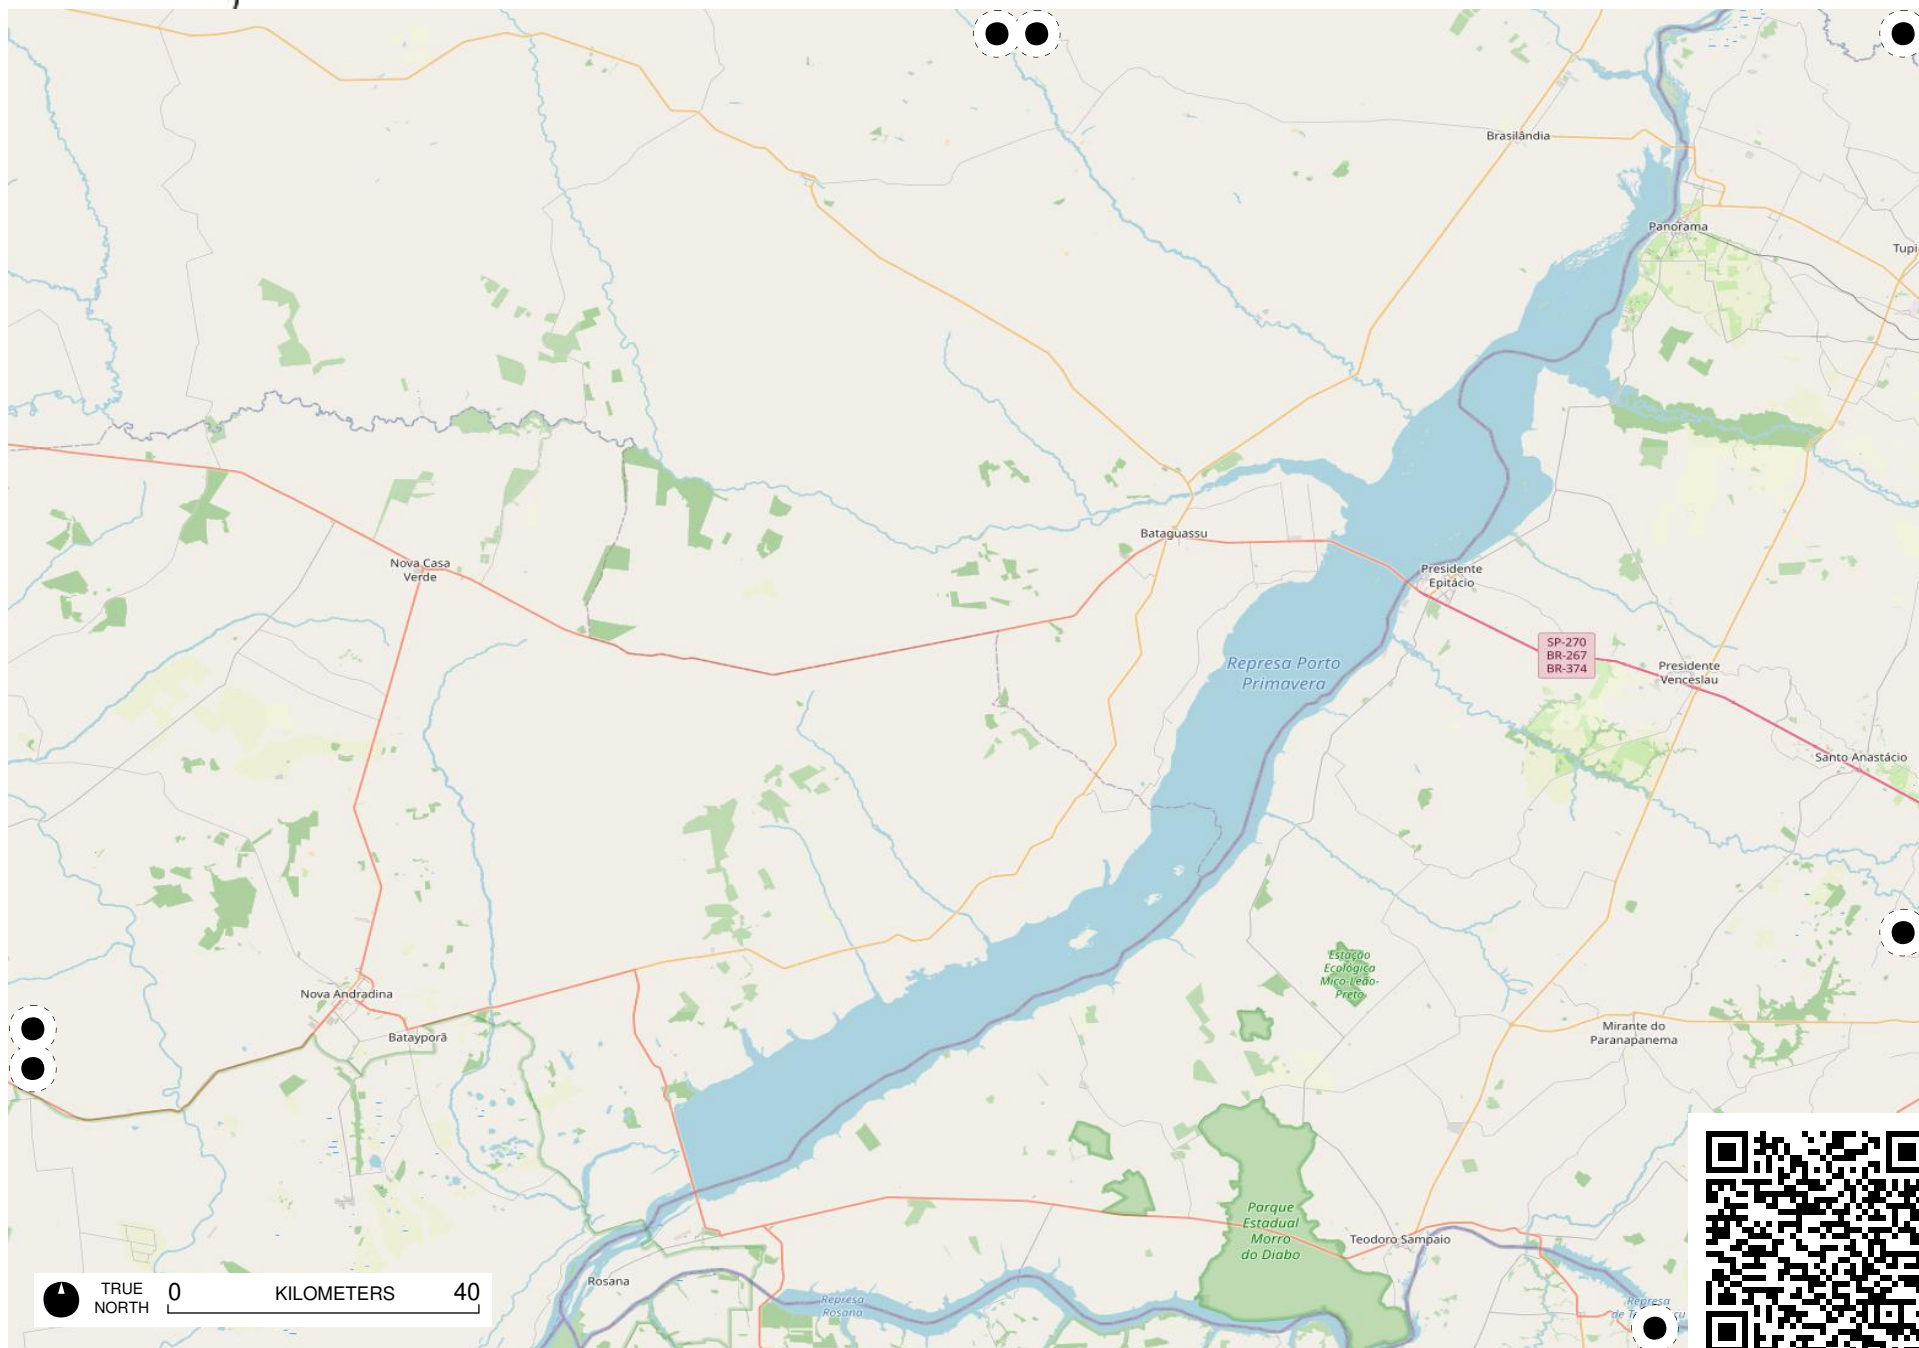 Brasilândia
Panorama
Tupi
Bataguassu
Nova Casa
Verde
Presidente
Epitácio
SP-270
BR-267
BR-374
Represa Porto
Primavera
Presidente
Venceslau
Santo Anastácio
Estação
Ecológica
Mico-Leão-
Preto
Nova Andradina
Batayporã
Mirante do
Paranapanema
Parque
Estadual
Morro
do Diabo
Teodoro Sampaio
Rosana
Represa
Rosana
Represa
TRUE
NORTH
0 KILOMETERS 40